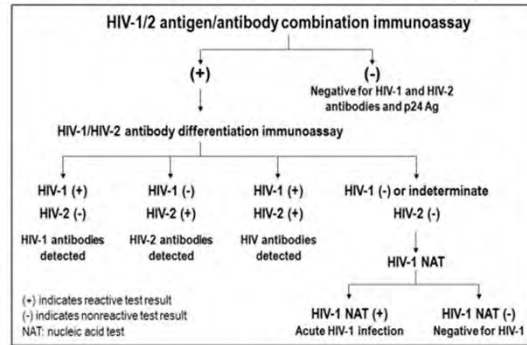 HIV-1/2 antigen/antibody combination immunoassay
(+)
(-)
Negative for HIV-1 and HIV-2
antibodies and p24 Ag
HIV-1/HIV-2 antibody differentiation immunoassay
HIV-1 (+)
HIV-2 (-)
HIV-1 antibodies
detected
HIV-1 (-)
HIV-2 (+)
HIV-2 antibodies
detected
HIV-1 (+)
HIV-2 (+)
HIV antibodies
detected
HIV-1 (-) or indeterminate
HIV-2 (-)
HIV-1 NAT
HIV-1 NAT (+)
Acute HIV-1 infection
HIV-1 NAT (-)
Negative for HIV-1
(+) indicates reactive test result
(-) indicates nonreactive test result
NAT: nucleic acid test